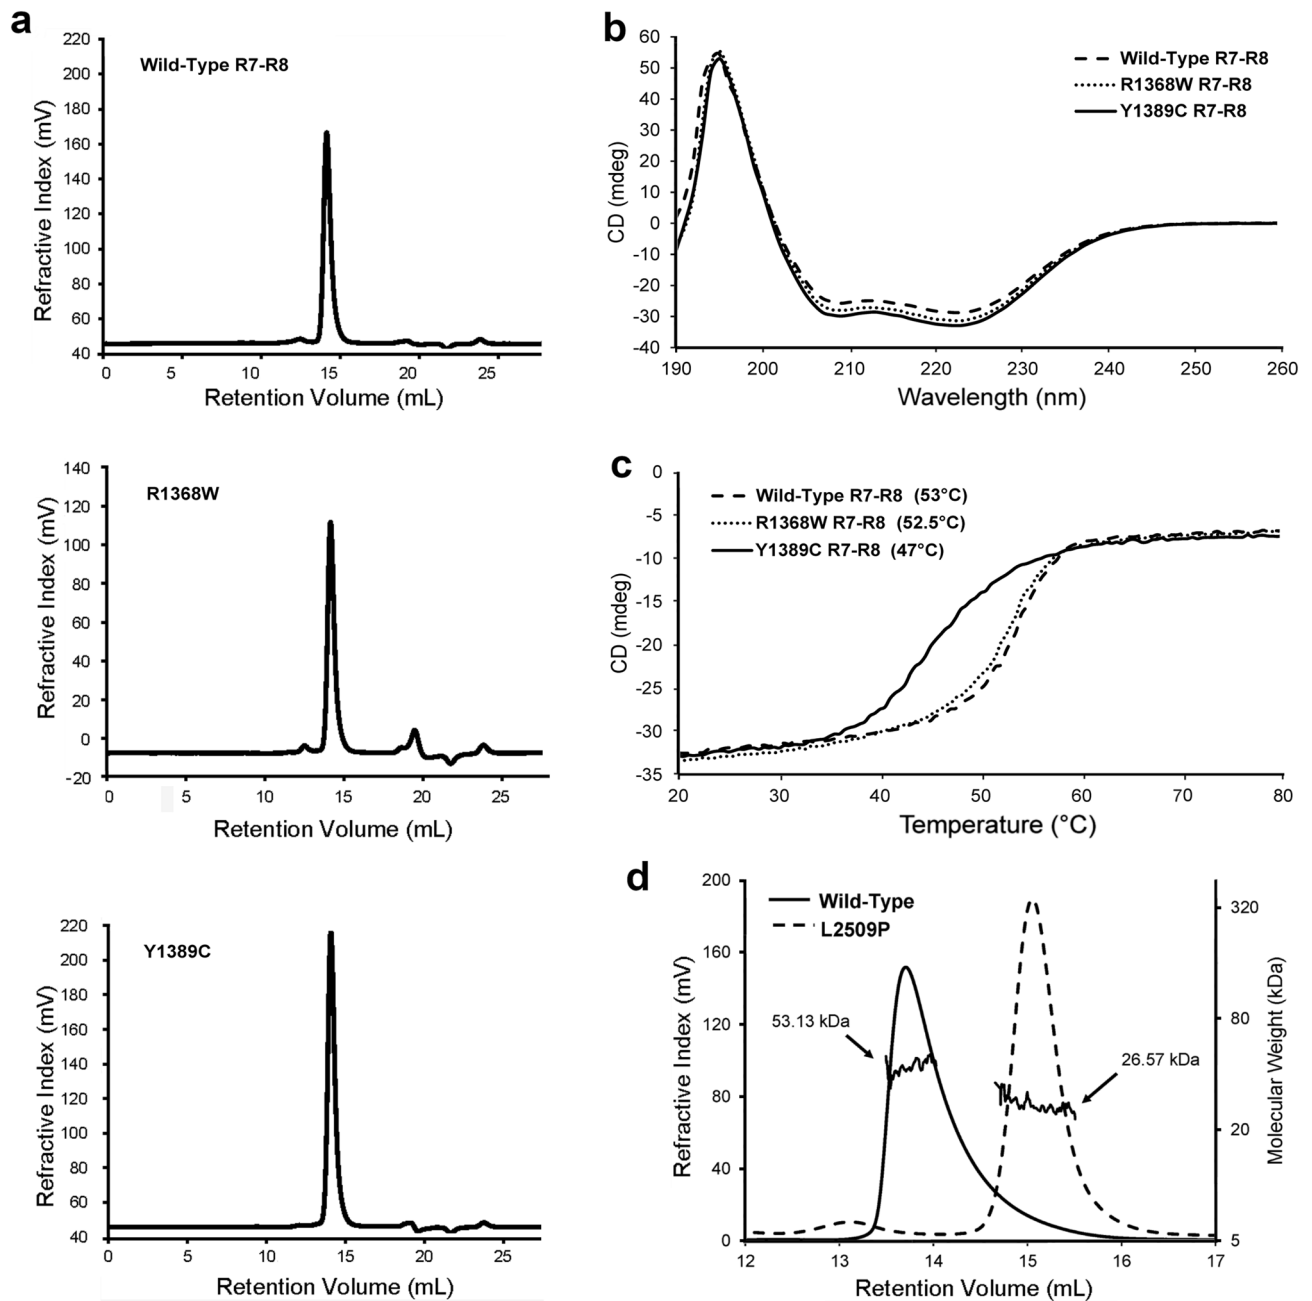 a
220
200
180
160
140
120
100
80
60
40
Wild-Type R7-R8
Refractive Index (mV)
0 5 10 15 20 25
Retention Volume (mL)
140
120
100
80
60
40
20
0
-20
R1368W
Refractive Index (mV)
0 5 10 15 20 25
Retention Volume (mL)
220
200
180
160
140
120
100
80
60
40
Y1389C
Refractive Index (mV)
0 5 10 15 20 25
Retention Volume (mL)
b
60
50
40
30
20
10
0
-10
-20
-30
-40
CD (mdeg)
Wild-Type R7-R8
R1368W R7-R8
Y1389C R7-R8
190 200 210 220 230 240 250 260
Wavelength (nm)
c
0
-5
-10
-15
-20
-25
-30
-35
CD (mdeg)
Wild-Type R7-R8 (53°C)
R1368W R7-R8 (52.5°C)
Y1389C R7-R8 (47°C)
20 30 40 50 60 70 80
Temperature (°C)
d
200
160
120
80
40
0
Refractive Index (mV)
Wild-Type
L2509P
53.13 kDa
26.57 kDa
320
80
20
5
Molecular Weight (kDa)
12 13 14 15 16 17
Retention Volume (mL)